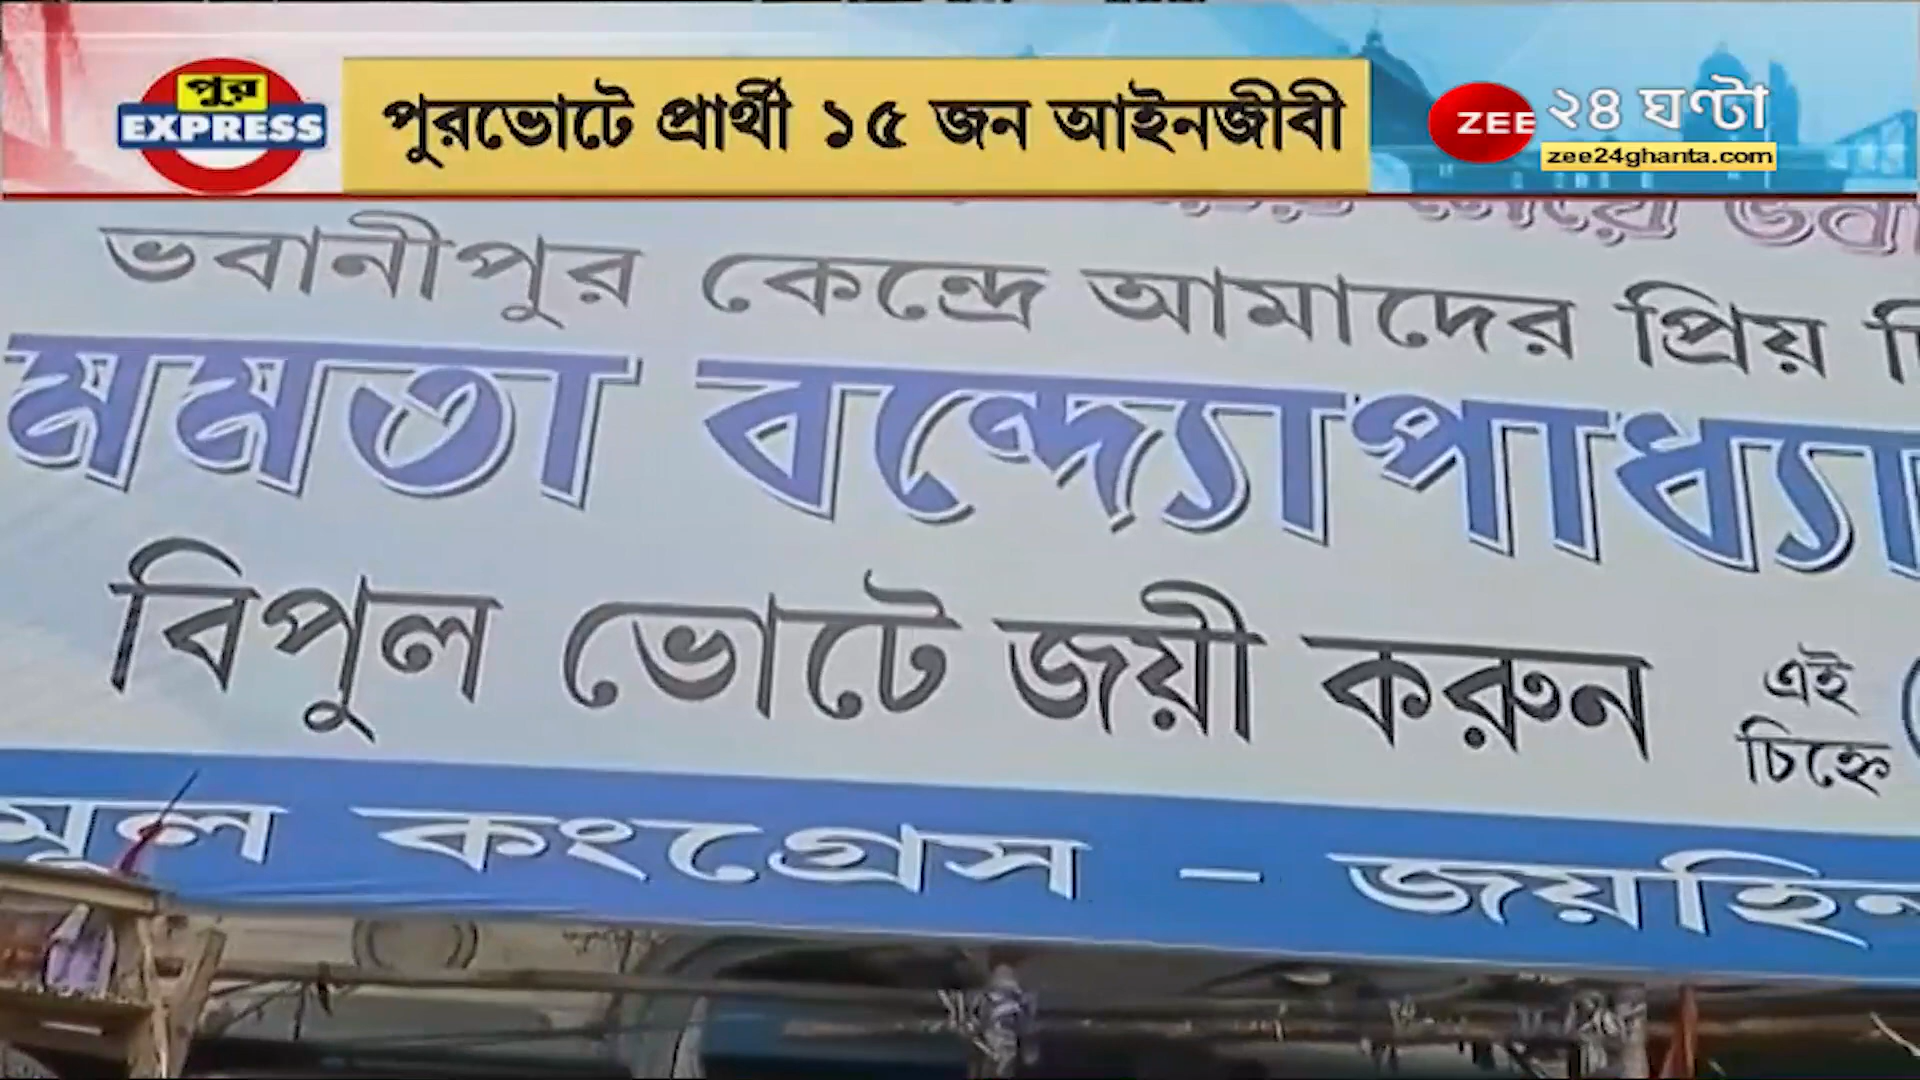 পুর
EXPRESS
পুরভোটে প্রার্থী ১৫ জন আইনজীবী
ZEE ২৪ ঘণ্টা
zee24ghanta.com
ভবানীপুর কেন্দ্রে আমাদের প্রিয়
মমতা বন্দ্যোপাধ্যা
বিপুল ভোটে জয়ী করুন
এই
চিহ্নে
মূল কংগ্রেস - জয়হিন